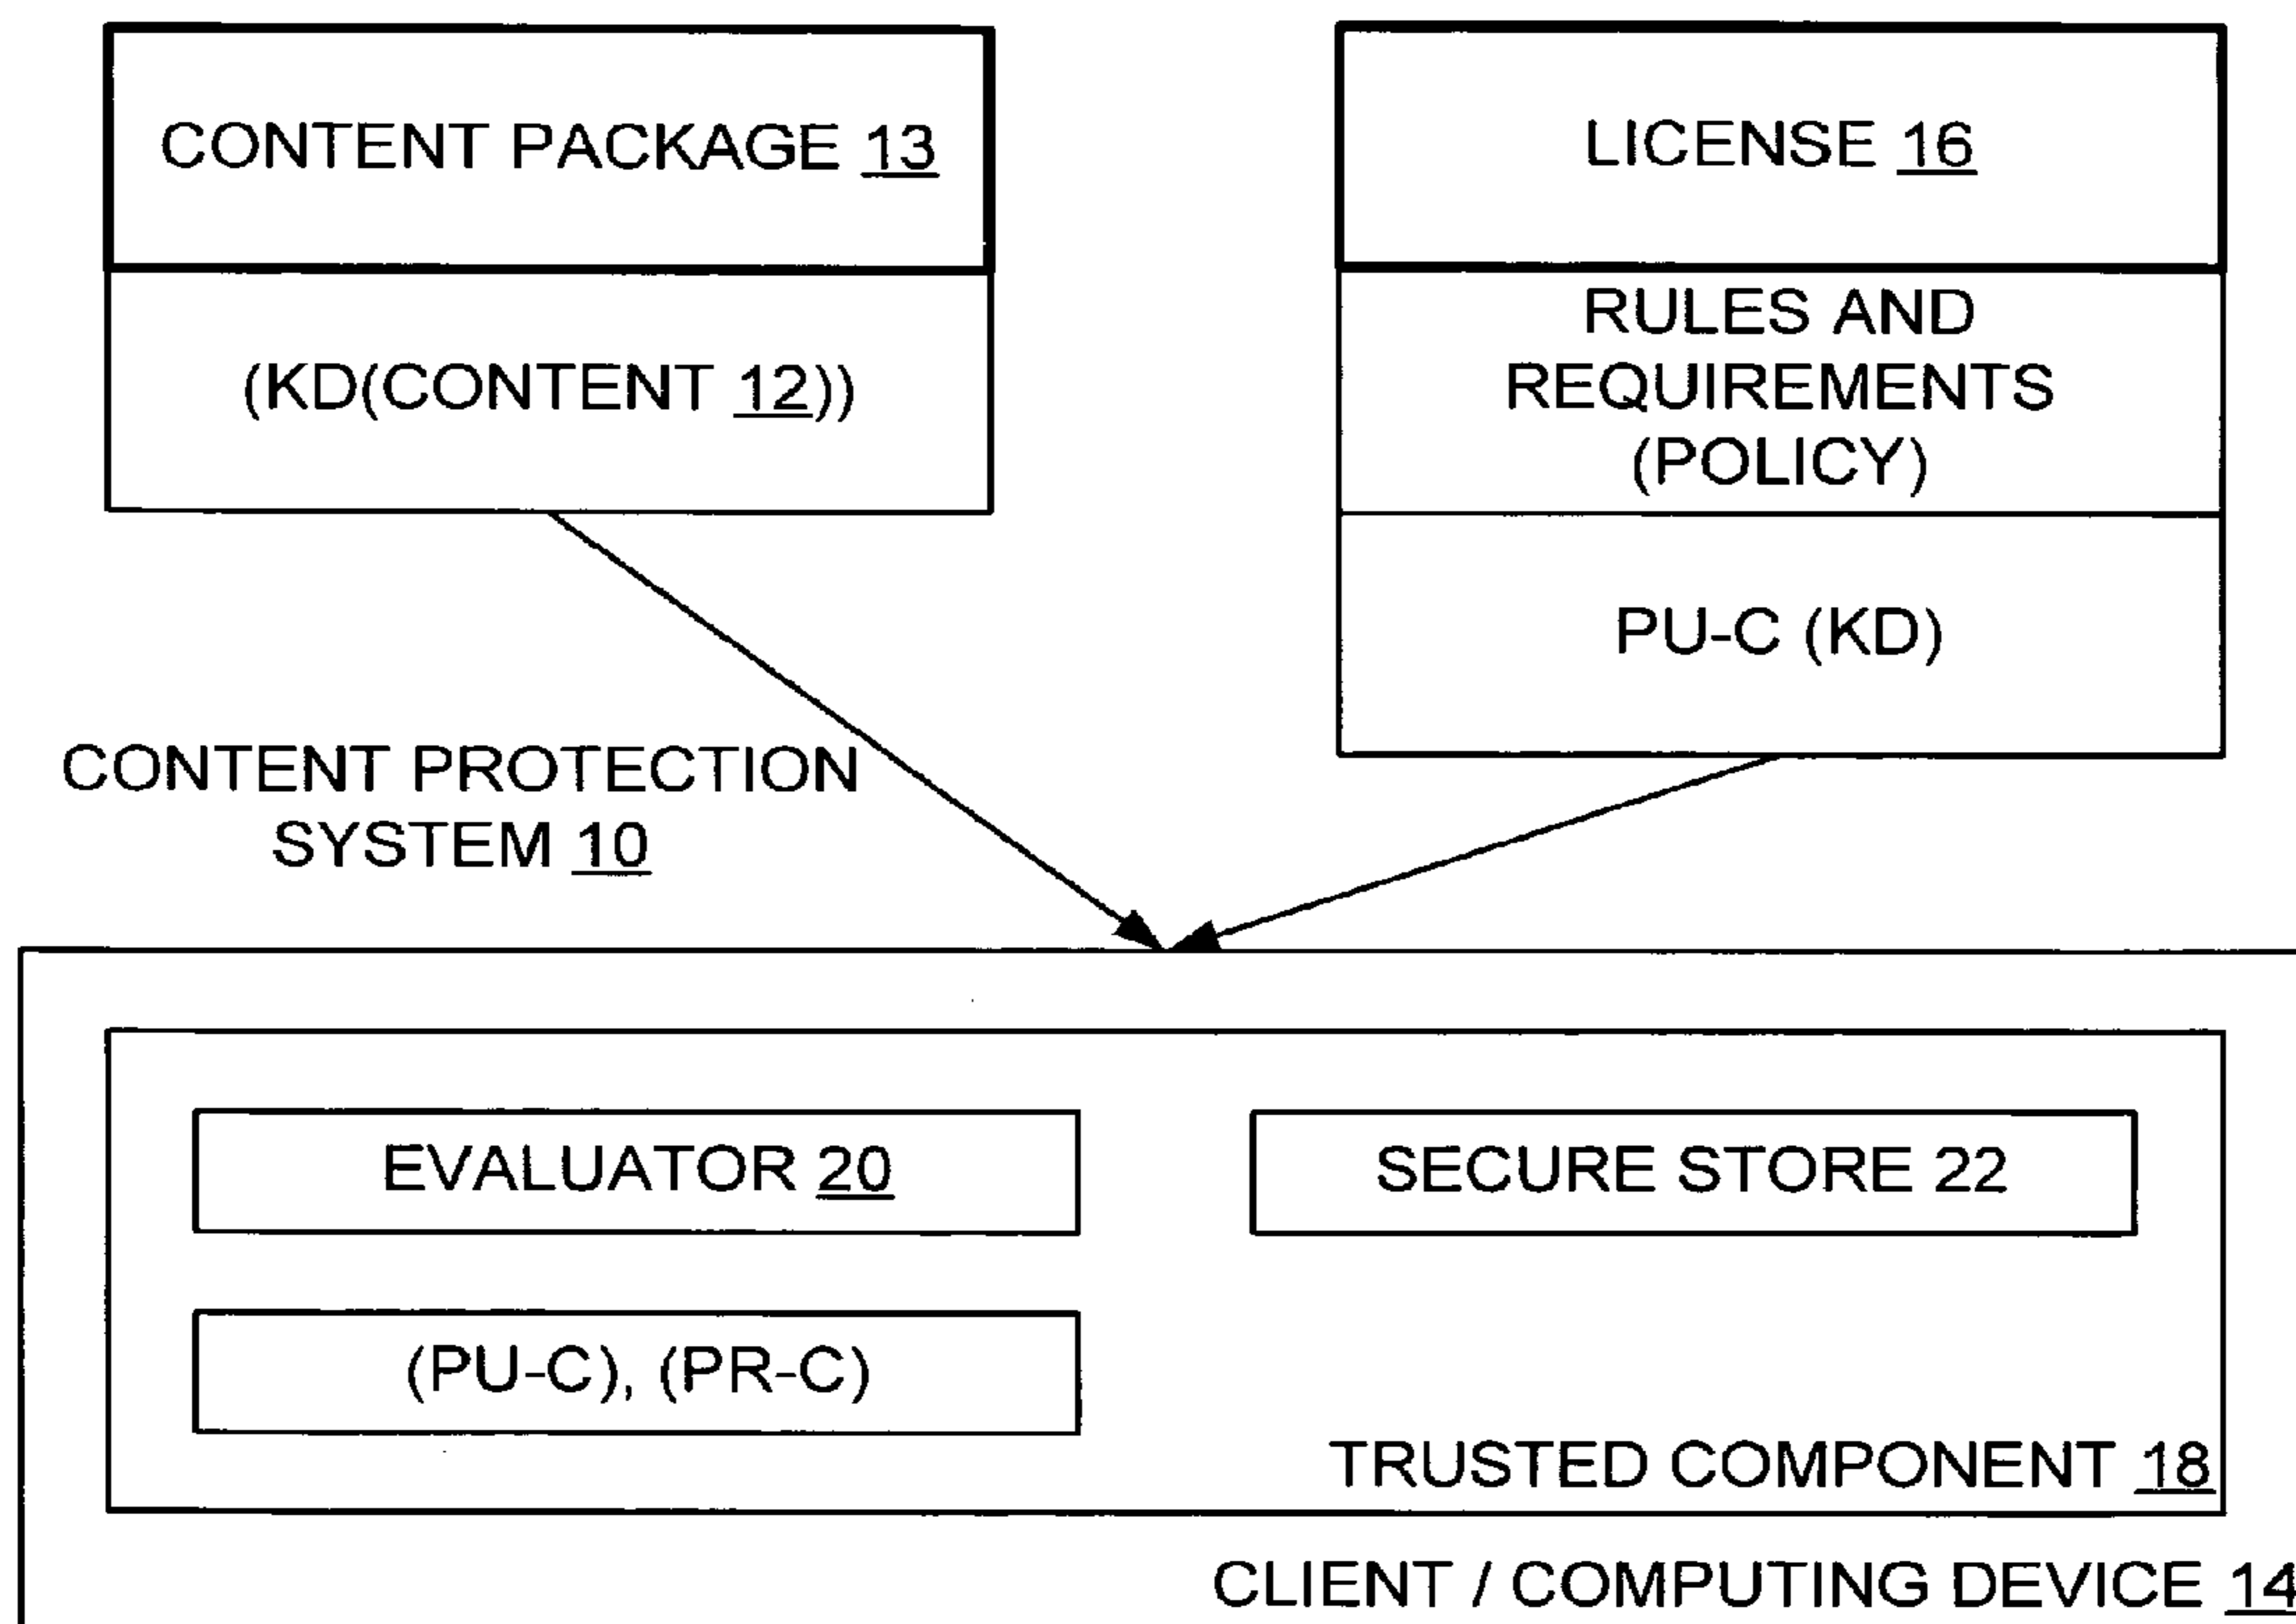 CONTENT PACKAGE 13
(KD(CONTENT 12))
LICENSE 16
RULES AND
REQUIREMENTS
(POLICY)
PU-C (KD)
CONTENT PROTECTION
SYSTEM 10
EVALUATOR 20
SECURE STORE 22
(PU-C), (PR-C)
TRUSTED COMPONENT 18
CLIENT / COMPUTING DEVICE 14